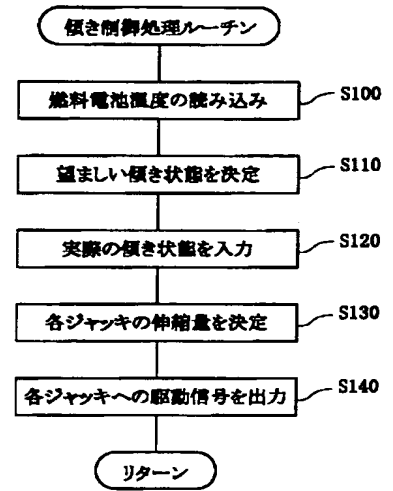 傾き制御処理ルーチン
燃料電池温度の読み込み
S100
望ましい傾き状態を決定
S110
実際の傾き状態を入力
S120
各ジャッキの伸縮量を決定
S130
各ジャッキへの駆動信号を出力
S140
リターン